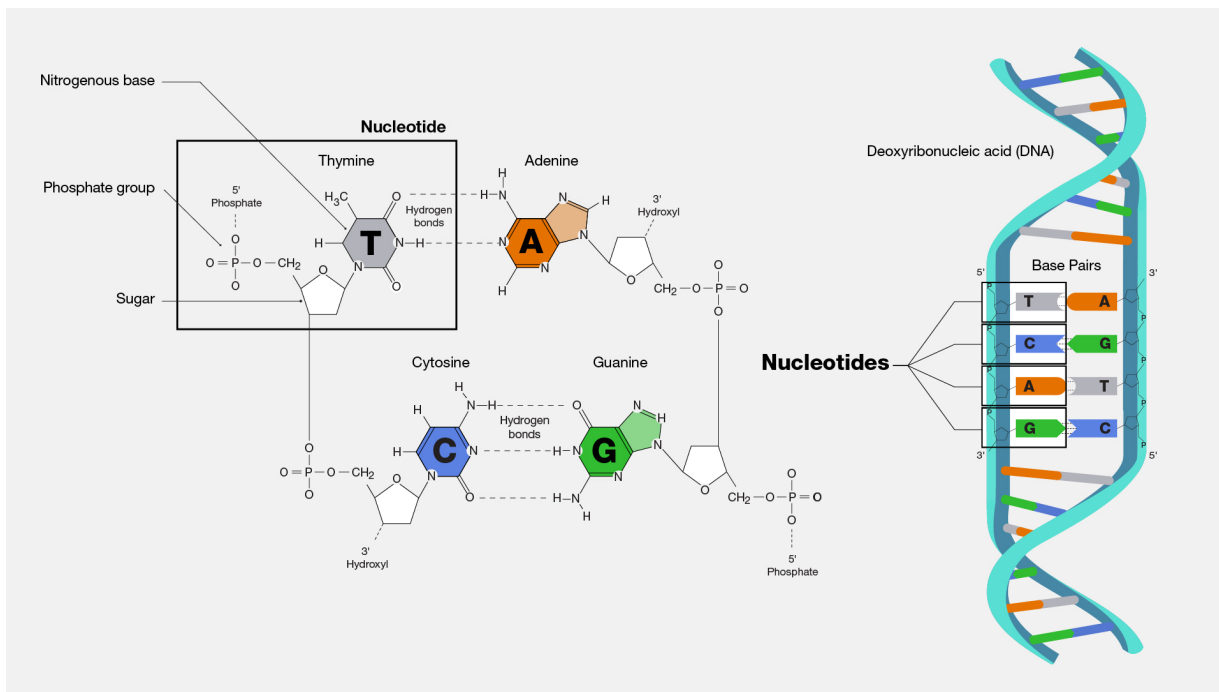 Nitrogenous base
Nucleotide
Deoxyribonucleic acid (DNA)
Thymine
Adenine
Phosphate group
5'
Phosphate
H3C
O
H
H–N
N
H
3'
Hydroxyl
Hydrogen
bonds
O
H
T
N–H
N
A
N
N
O
O=P–O–CH2
O
O
N
O
H
O
CH2–O–P=O
O
O
Base Pairs
5'
3'
Sugar
P
T
A
P
C
G
P
Nucleotides
P
A
T
P
P
G
C
P
3'
5'
Cytosine
Guanine
H
H
N–H
O
N
H
Hydrogen
bonds
H
C
N
H–N
G
N
N
O
O=P–O–CH2
O
O
N
O
H–N
H
O
CH2–O–P=O
O
O
3'
Hydroxyl
5'
Phosphate